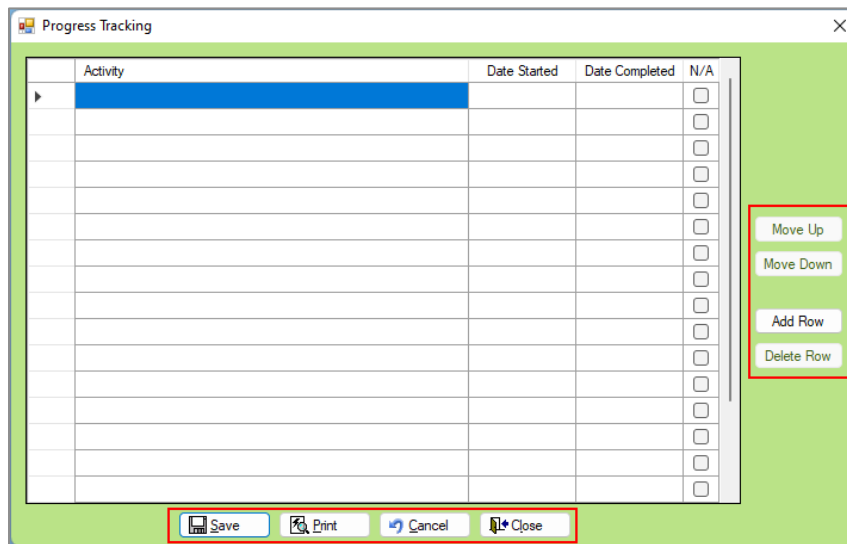 Progress Tracking
Activity Date Started Date Completed N/A
Move Up
Move Down
Add Row
Delete Row
Save Print Cancel Close